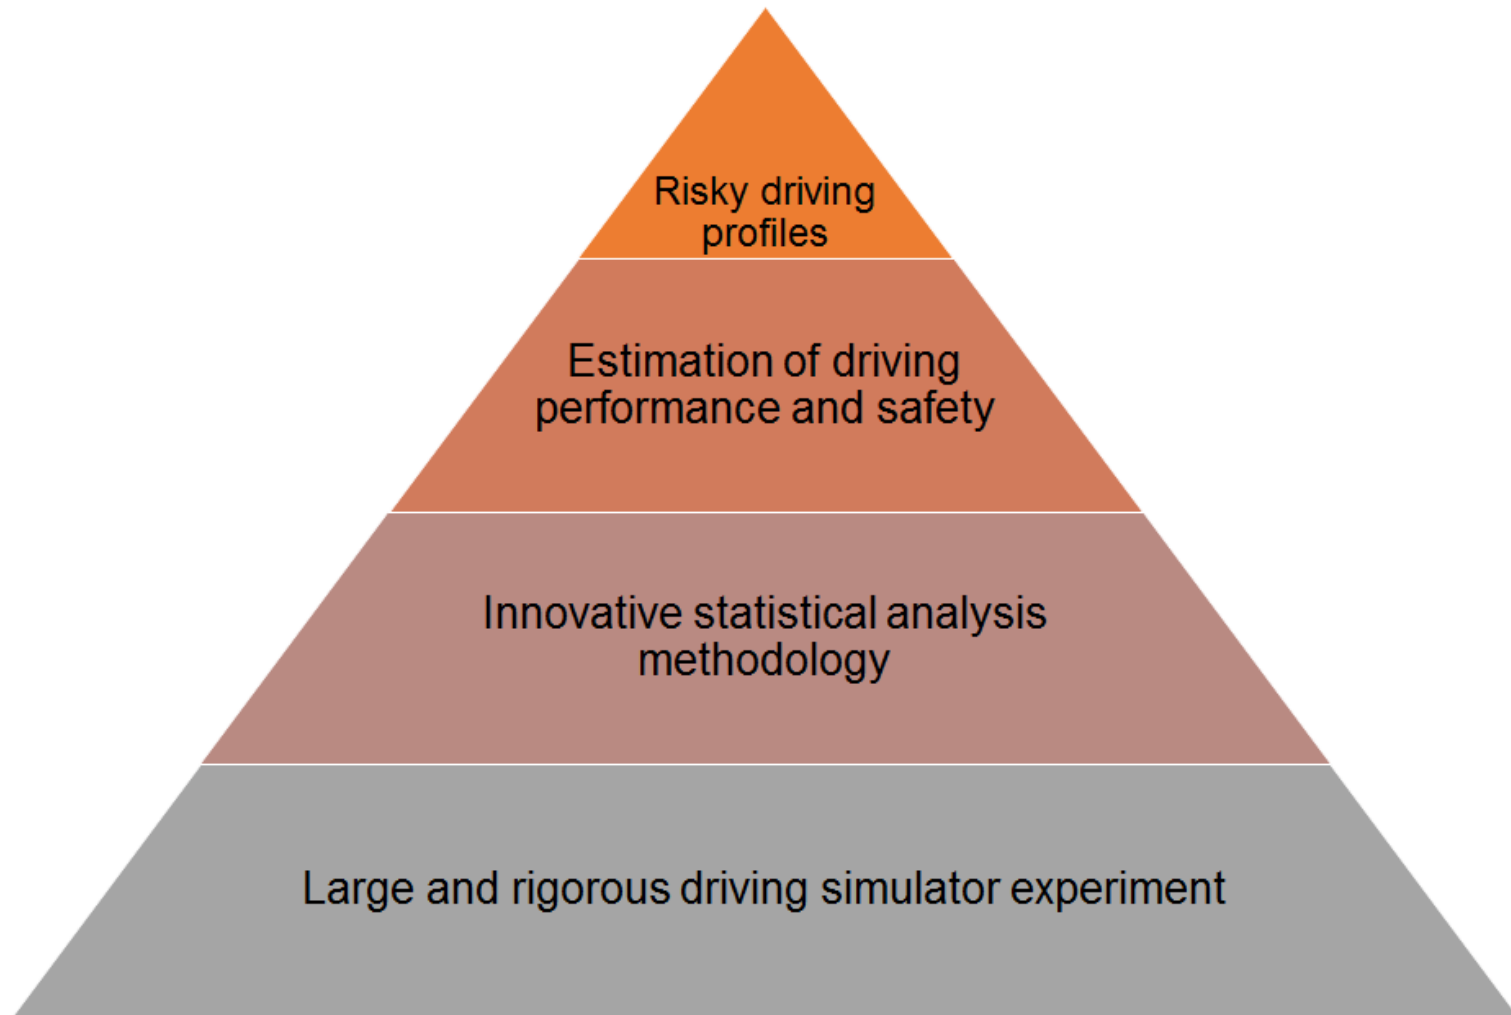 Risky driving
profiles
Estimation of driving
performance and safety
Innovative statistical analysis
methodology
Large and rigorous driving simulator experiment